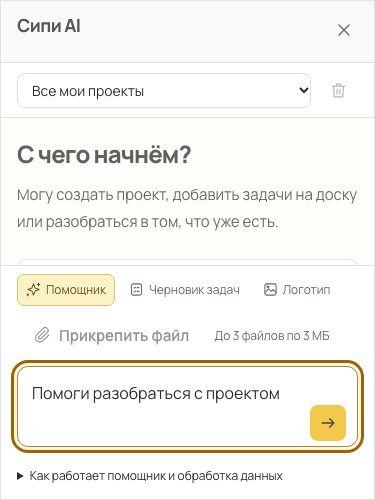 Сипи AI
Все мои проекты
С чего начнём?
Могу создать проект, добавить задачи на доску
или разобраться в том, что уже есть.
Помощник
Черновик задач
Логотип
Прикрепить файл
До 3 файлов по 3 МБ
Помоги разобраться с проектом
Как работает помощник и обработка данных